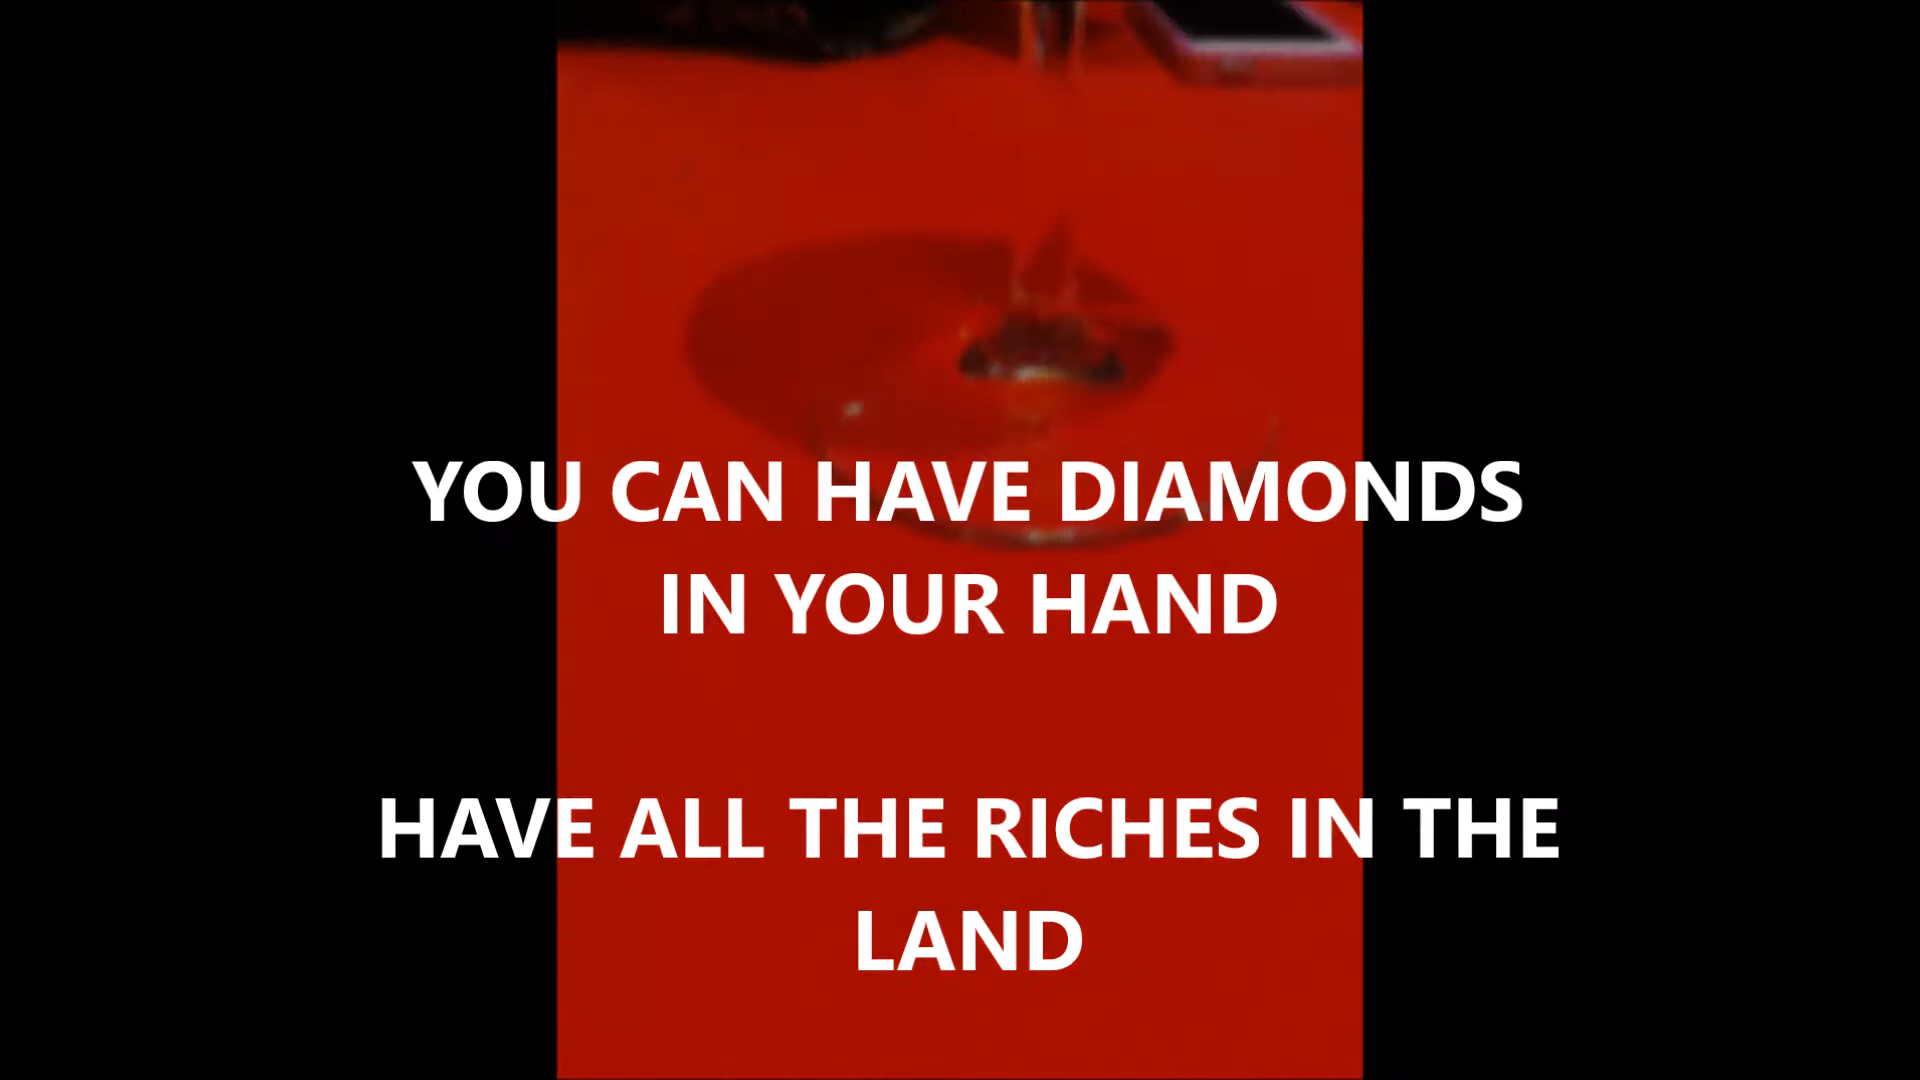 YOU CAN HAVE DIAMONDS
IN YOUR HAND
HAVE ALL THE RICHES IN THE
LAND